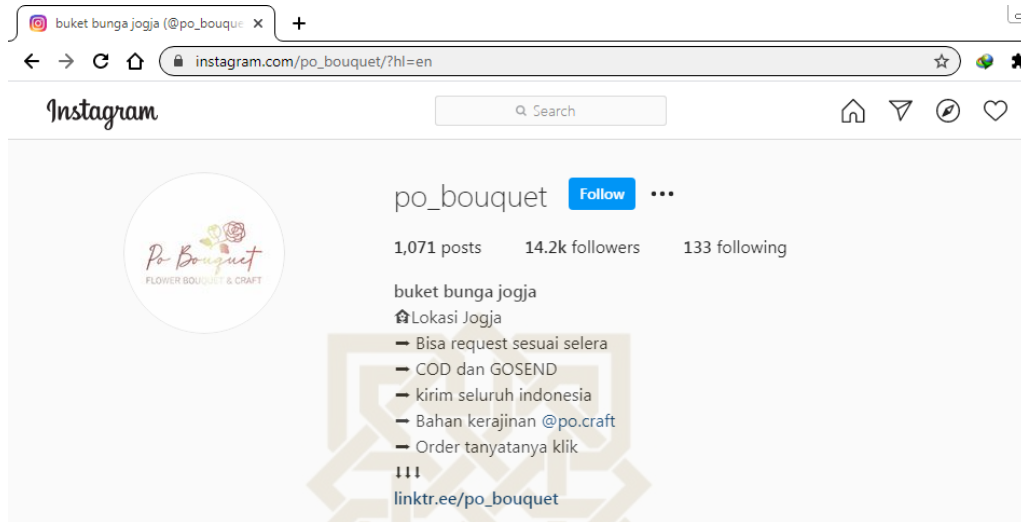 buket bunga jogja (@po_bouque
instagram.com/po_bouquet/?hl=en
Instagram
Search
po_bouquet Follow
1,071 posts 14.2k followers 133 following
Po Bouquet
FLOWER BOUQUET & CRAFT
buket bunga jogja
Lokasi Jogja
➡ Bisa request sesuai selera
➡ COD dan GOSEND
➡ kirim seluruh indonesia
➡ Bahan kerajinan @po.craft
➡ Order tanyatanya klik
⬇⬇⬇
linktr.ee/po_bouquet